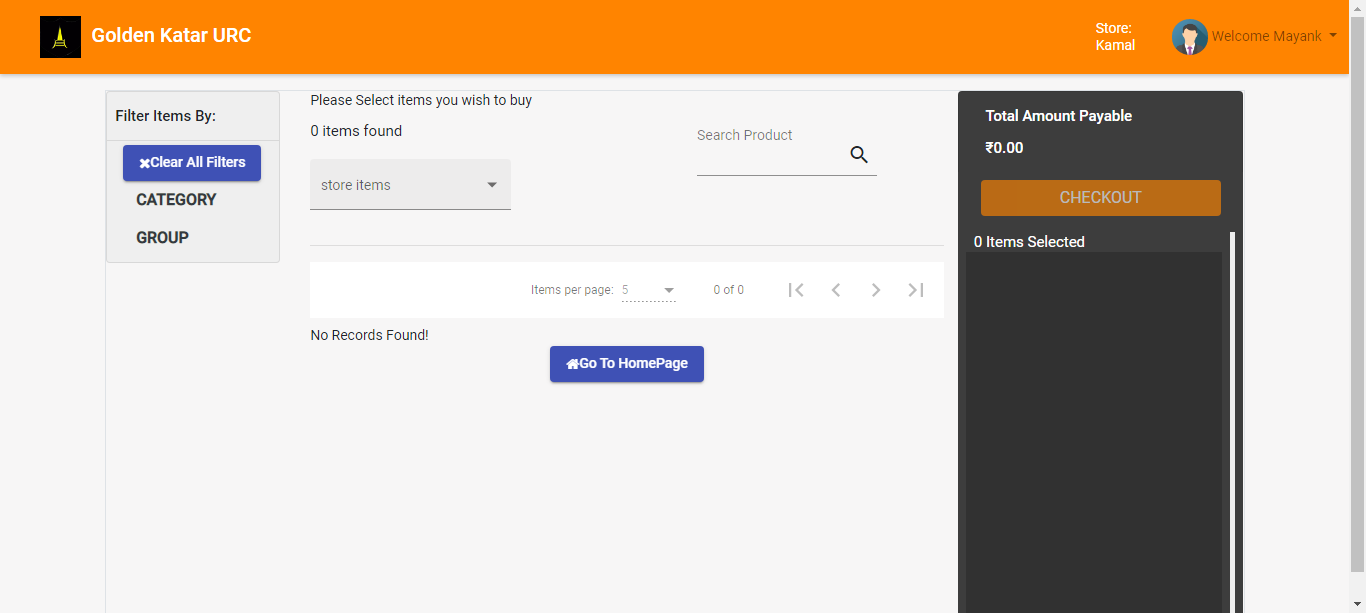 Golden Katar URC
Store:
Kamal
Welcome Mayank
Filter Items By:
Clear All Filters
CATEGORY
GROUP
Please Select items you wish to buy
0 items found
store items
Search Product
Items per page: 5
0 of 0
No Records Found!
Go To HomePage
Total Amount Payable
₹0.00
CHECKOUT
0 Items Selected